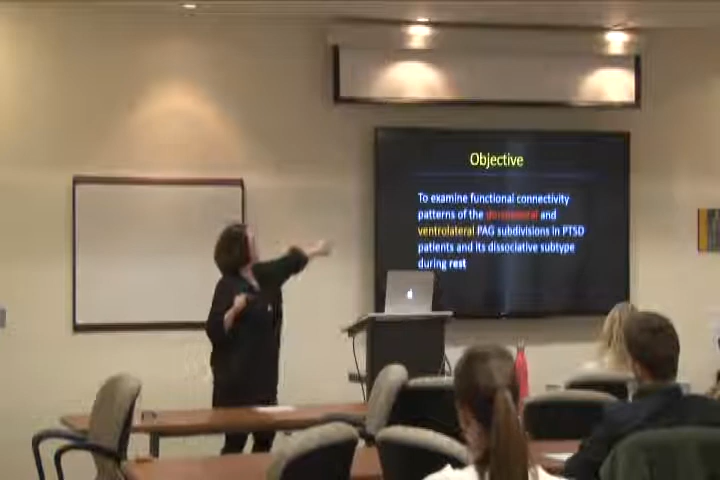 Objective
To examine functional connectivity
patterns of the dorsolateral and
ventrolateral PAG subdivisions in PTSD
patients and its dissociative subtype
during rest